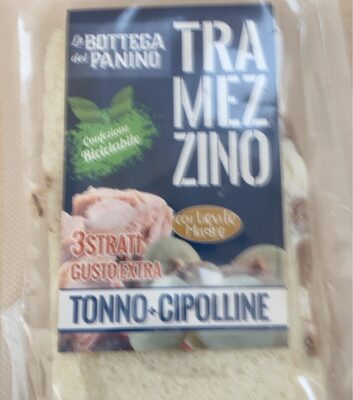 La BOTTEGA
del PANINO
TRA
MEZ
ZINO
Confezione
Riciclabile
con Lievito
Madre
3 STRATI
GUSTO EXTRA
TONNO+CIPOLLINE